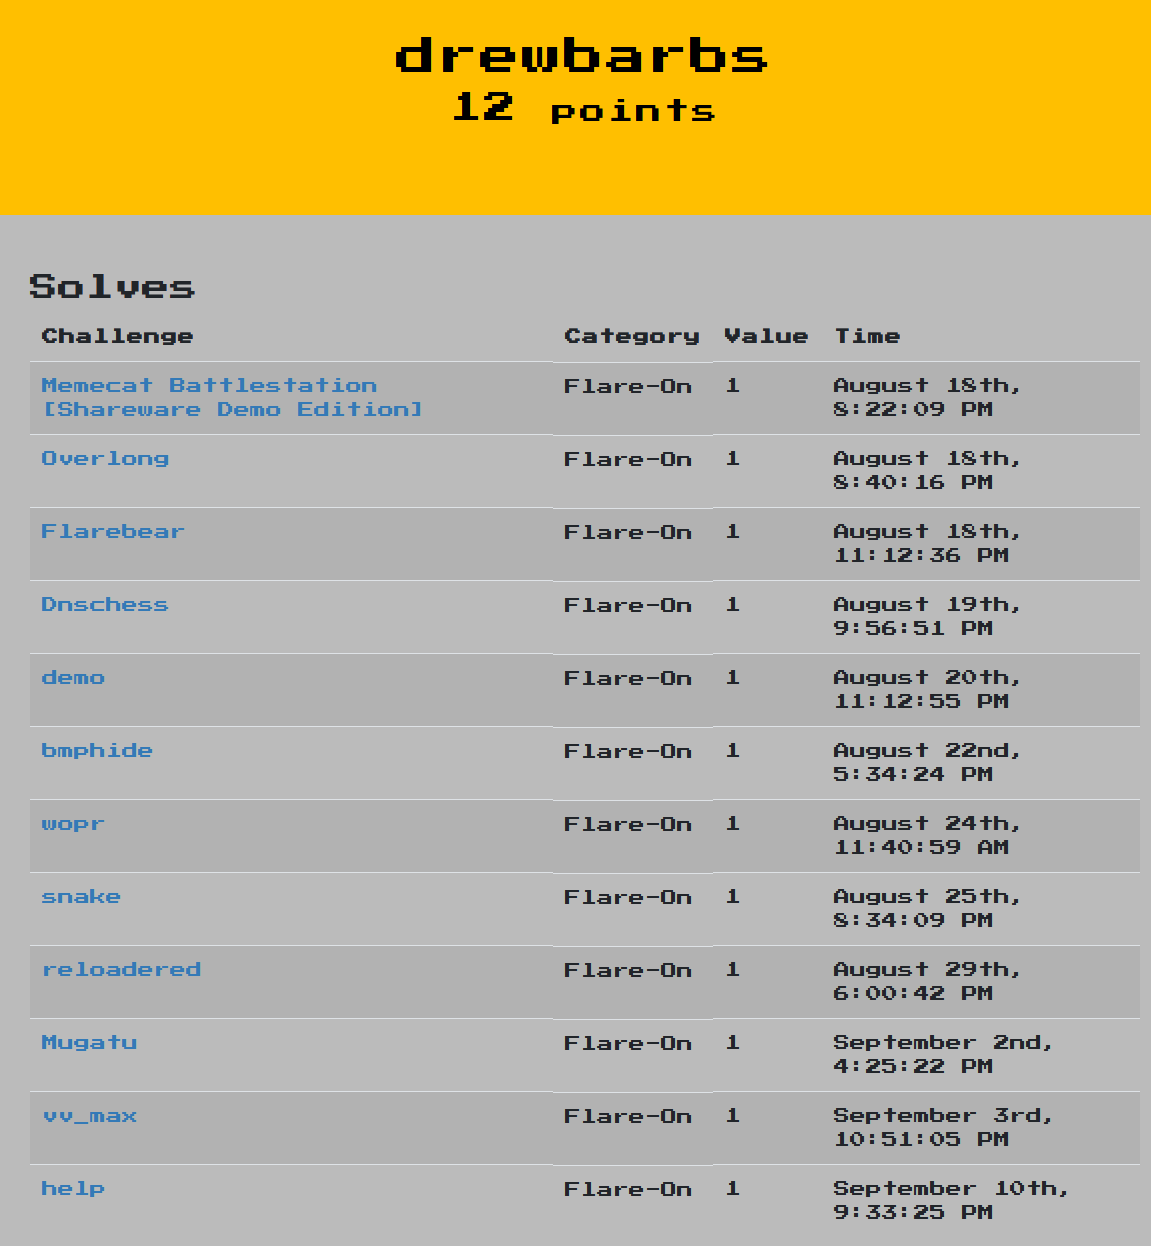 drewbarbs
12 points
Solves
Challenge Category Value Time
Memecat Battlestation Flare-On 1 August 18th,
[Shareware Demo Edition] 8:22:09 PM
Overlong Flare-On 1 August 18th,
8:40:16 PM
Flarebear Flare-On 1 August 18th,
11:12:36 PM
Dnschess Flare-On 1 August 19th,
9:56:51 PM
demo Flare-On 1 August 20th,
11:12:55 PM
bmphide Flare-On 1 August 22nd,
5:34:24 PM
wopr Flare-On 1 August 24th,
11:40:59 AM
snake Flare-On 1 August 25th,
8:34:09 PM
reloadered Flare-On 1 August 29th,
6:00:42 PM
Mugatu Flare-On 1 September 2nd,
4:25:22 PM
vv_max Flare-On 1 September 3rd,
10:51:05 PM
help Flare-On 1 September 10th,
9:33:25 PM